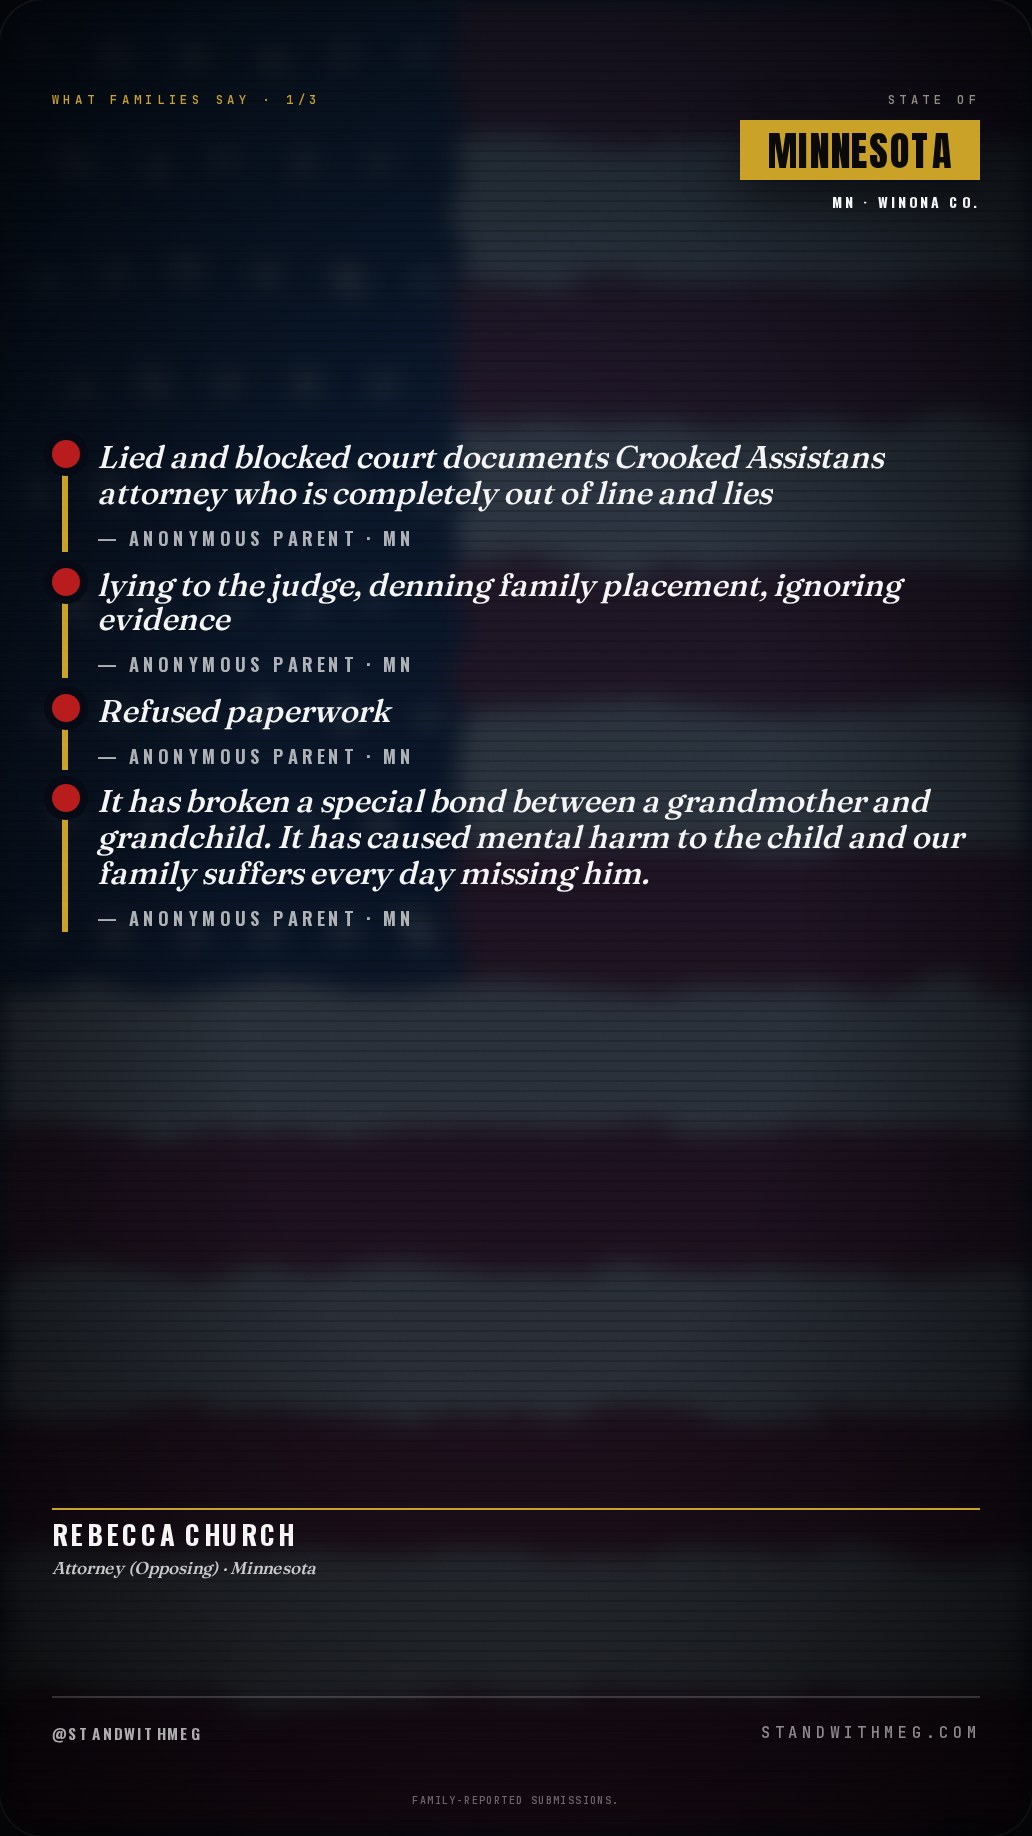 WHAT FAMILIES SAY · 1/3
STATE OF
MINNESOTA
MN · WINONA CO.
Lied and blocked court documents Crooked Assistans
attorney who is completely out of line and lies
— ANONYMOUS PARENT · MN
lying to the judge, denning family placement, ignoring
evidence
— ANONYMOUS PARENT · MN
Refused paperwork
— ANONYMOUS PARENT · MN
It has broken a special bond between a grandmother and
grandchild. It has caused mental harm to the child and our
family suffers every day missing him.
— ANONYMOUS PARENT · MN
REBECCA CHURCH
Attorney (Opposing) · Minnesota
@STANDWITHMEG
STANDWITHMEG.COM
FAMILY-REPORTED SUBMISSIONS.